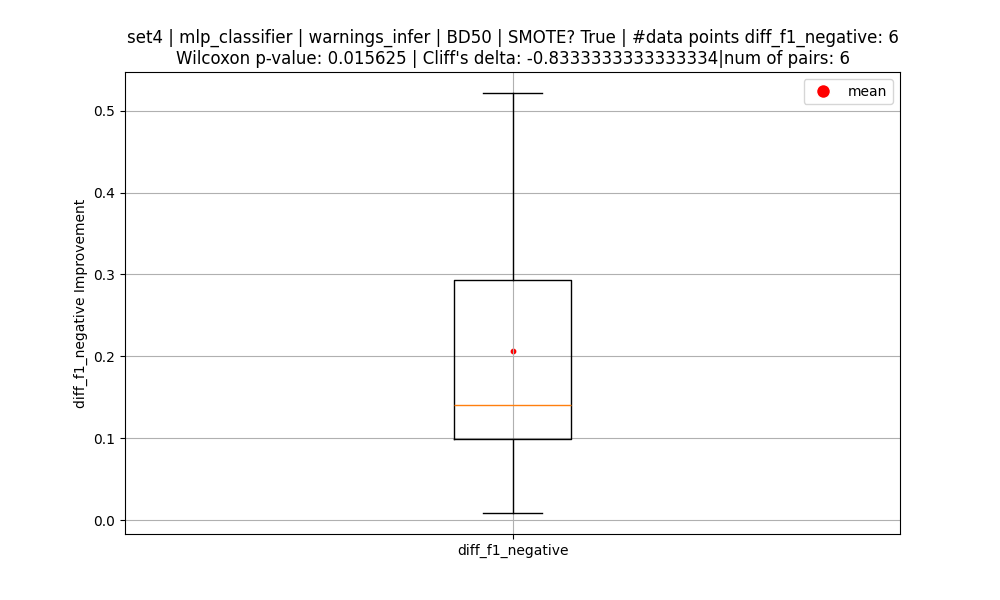 set4 | mlp_classifier | warnings_infer | BD50 | SMOTE? True | #data points diff_f1_negative: 6
Wilcoxon p-value: 0.015625 | Cliff's delta: -0.8333333333333334|num of pairs: 6
mean
0.5
0.4
0.3
0.2
0.1
0.0
diff_f1_negative Improvement
diff_f1_negative